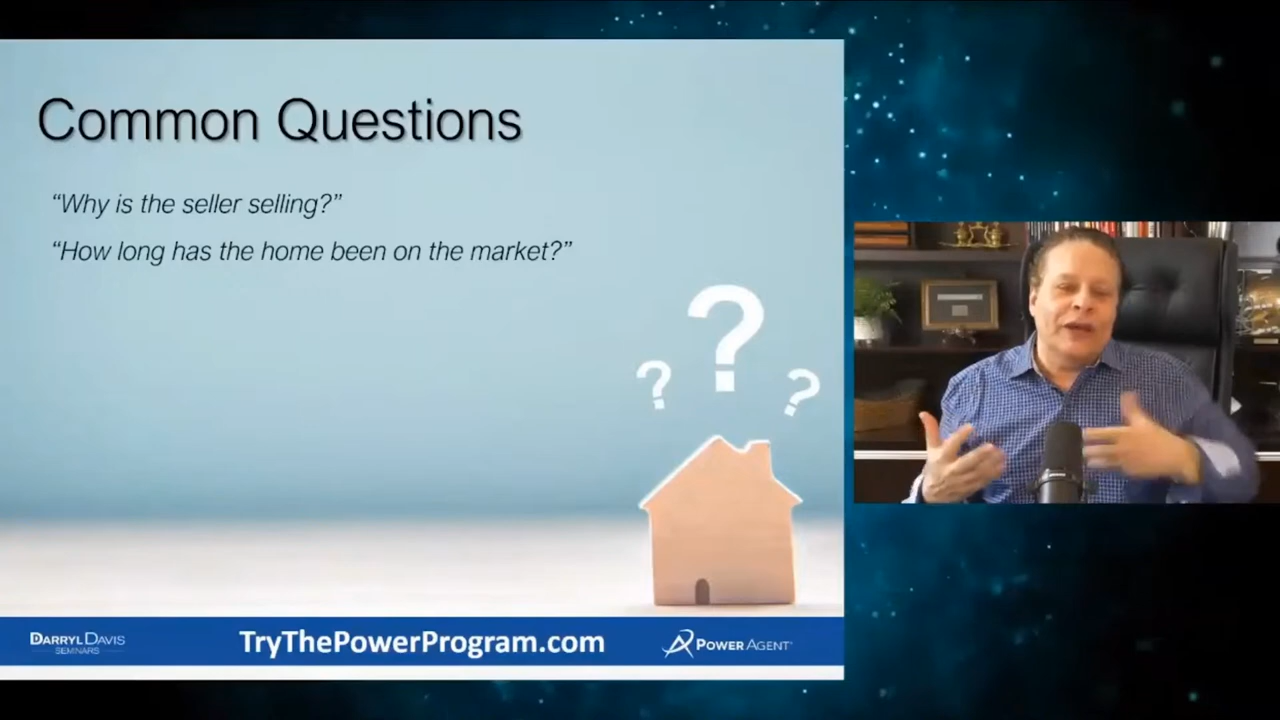 Common Questions
“Why is the seller selling?”
“How long has the home been on the market?”
DARRYL DAVIS
SEMINARS
TryThePowerProgram.com
POWER AGENT